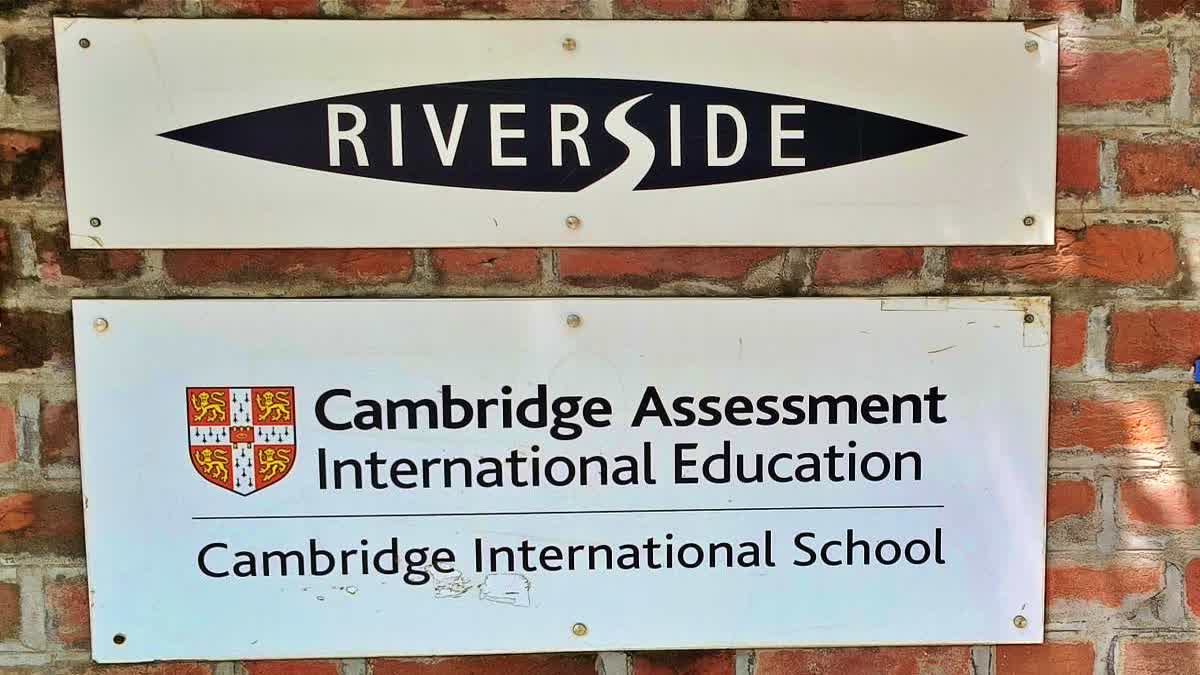 RIVERSIDE
Cambridge Assessment
International Education
Cambridge International School